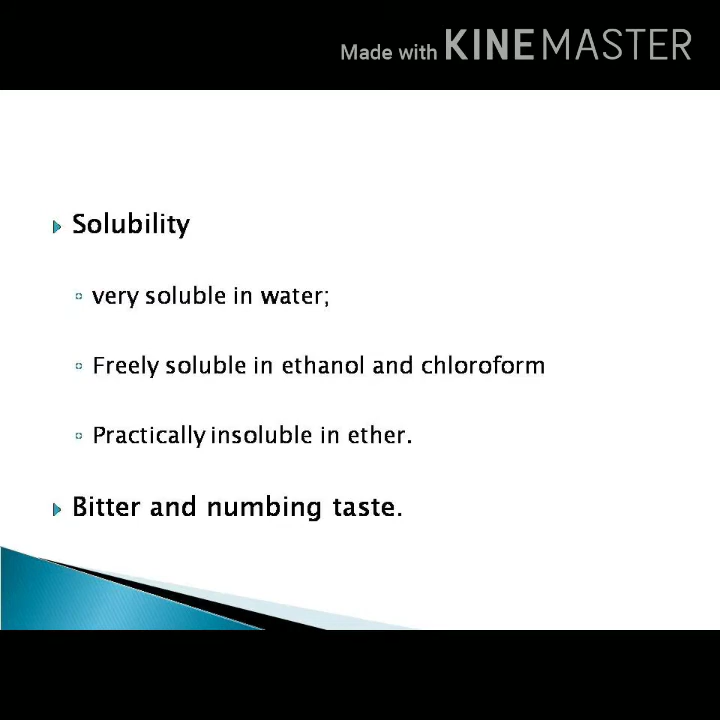 Made with KINEMASTER
Solubility
very soluble in water;
Freely soluble in ethanol and chloroform
Practically insoluble in ether.
Bitter and numbing taste.